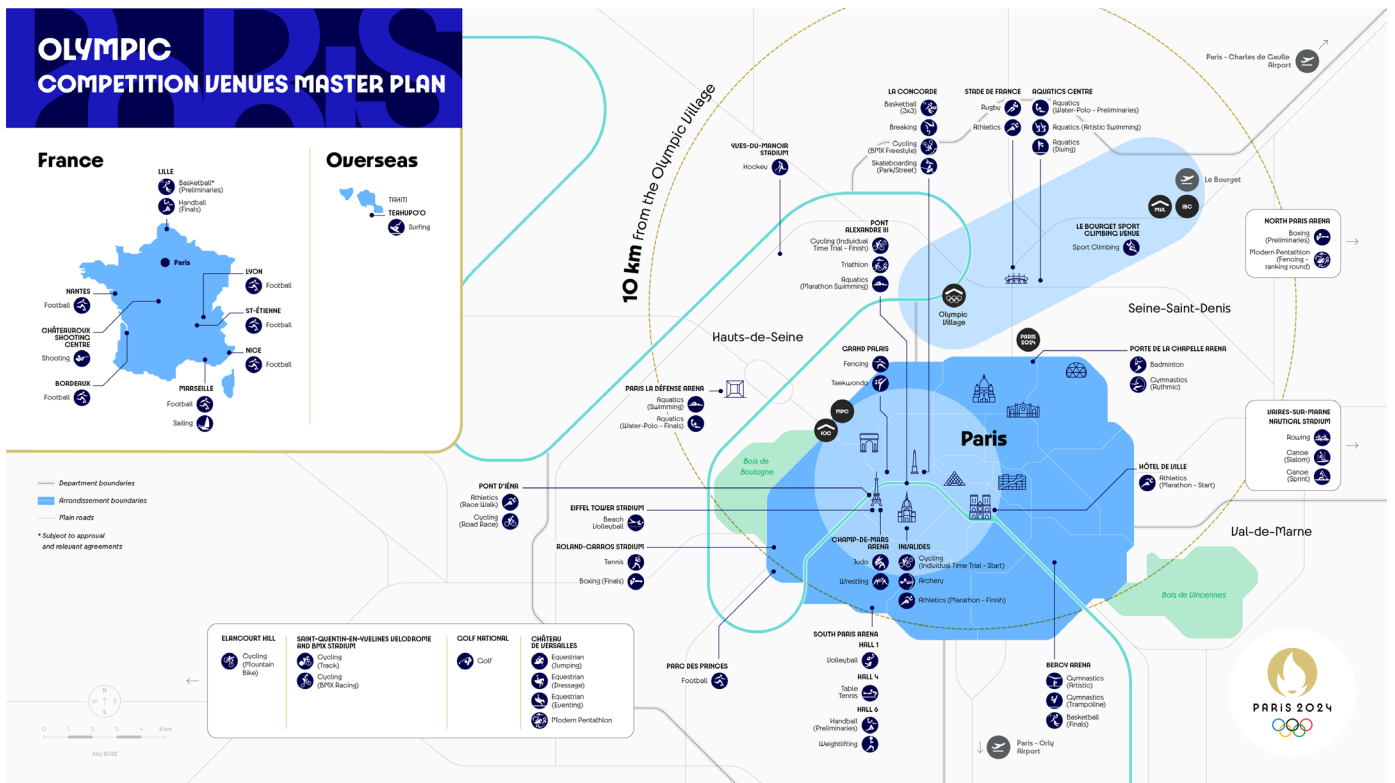 OLYMPIC
COMPETITION VENUES MASTER PLAN
France
LILLE
Basketball*
(Preliminaries)
Handball
(Finals)
Paris
NANTES
Football
CHÂTEAUROUX
SHOOTING
CENTRE
Shooting
BORDEAUX
Football
LYON
Football
ST-ÉTIENNE
Football
NICE
Football
MARSEILLE
Football
Sailing
Overseas
TAHITI
TEAHUPO'O
Surfing
Department boundaries
Arrondissement boundaries
Main roads
* Subject to approval
and relevant agreements
10 km from the Olympic Village
Paris - Charles de Gaulle
Airport
LA CONCORDE
Basketball
(3x3)
Breaking
Cycling
(BMX Freestyle)
Skateboarding
(Park/Street)
STADE DE FRANCE
Rugby
Athletics
AQUATICS CENTRE
Aquatics
(Water-Polo - Preliminaries)
Aquatics (Artistic Swimming)
Aquatics
(Diving)
YVES-DU-MANOIR
STADIUM
Hockey
PONT
ALEXANDRE III
Cycling (Individual
Time Trial - Finish)
Triathlon
Aquatics
(Marathon Swimming)
Le Bourget
MVL
IBC
LE BOURGET SPORT
CLIMBING VENUE
Sport Climbing
NORTH PARIS ARENA
Boxing
(Preliminaries)
Modern Pentathlon
(Fencing -
ranking round)
Olympic
Village
Seine-Saint-Denis
Hauts-de-Seine
PARIS
2024
GRAND PALAIS
Fencing
Taekwondo
PORTE DE LA CHAPELLE ARENA
Badminton
Gymnastics
(Rythmic)
PARIS LA DÉFENSE ARENA
Aquatics
(Swimming)
Aquatics
(Water-Polo - Finals)
MPC
IOC
Paris
VAIRES-SUR-MARNE
NAUTICAL STADIUM
Rowing
Canoe
(Slalom)
Canoe
(Sprint)
Bois de
Boulogne
HÔTEL DE VILLE
Athletics
(Marathon - Start)
PONT D'IÉNA
Athletics
(Race Walk)
Cycling
(Road Race)
EIFFEL TOWER STADIUM
Beach
Volleyball
ROLAND-GARROS STADIUM
Tennis
Boxing (Finals)
CHAMP-DE-MARS
ARENA
Judo
Wrestling
INVALIDES
Cycling
(Individual Time Trial - Start)
Archery
Athletics (Marathon - Finish)
Val-de-Marne
Bois de Vincennes
ELANCOURT HILL
Cycling
(Mountain
Bike)
SAINT-QUENTIN-EN-YVELINES VELODROME
AND BMX STADIUM
Cycling
(Track)
Cycling
(BMX Racing)
GOLF NATIONAL
Golf
CHÂTEAU
DE VERSAILLES
Equestrian
(Jumping)
Equestrian
(Dressage)
Equestrian
(Eventing)
Modern Pentathlon
PARC DES PRINCES
Football
SOUTH PARIS ARENA
HALL 1
Volleyball
HALL 4
Table
Tennis
HALL 6
Handball
(Preliminaries)
Weightlifting
BERCY ARENA
Gymnastics
(Artistic)
Gymnastics
(Trampoline)
Basketball
(Finals)
Paris - Orly
Airport
N
W E
S
0 1 2 3 4 5 km
July 2022
PARIS 2024